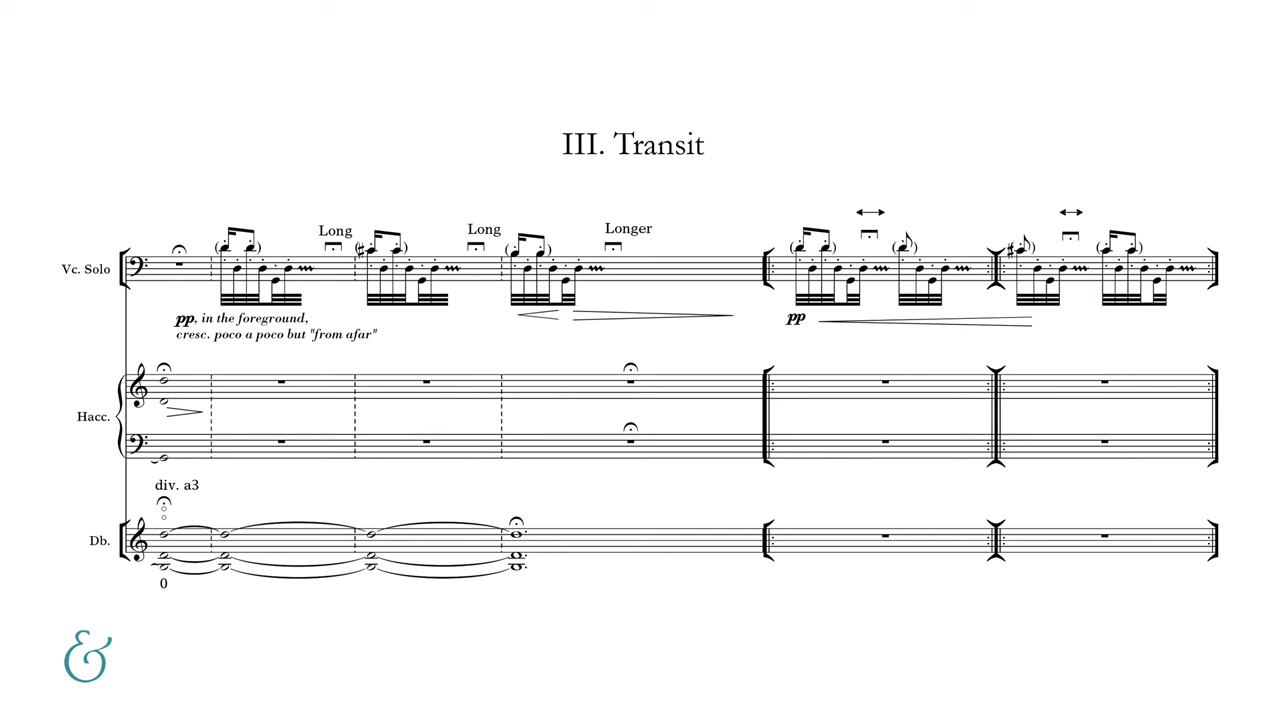 III. Transit
Long
Long
Longer
Vc. Solo
pp, in the foreground,
cresc. poco a poco but "from afar"
pp
Hacc.
div. a3
Db.
0
&